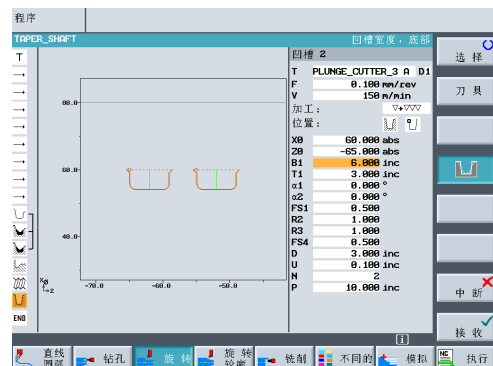 程序
TAPER_SHAFT
凹槽宽度，底部
T
END
80.0
60.0
40.0
-70.0
-60.0
-50.0
XØ
Z
凹槽 2
T PLUNGE_CUTTER_3 A D1
F 0.100 mm/rev
V 150 m/min
加工： ▽+▽▽▽
位置：
X0 60.000 abs
Z0 -65.000 abs
B1 6.000 inc
T1 3.000 inc
α1 0.000 °
α2 0.000 °
FS1 0.500
R2 1.000
R3 1.000
FS4 0.500
D 3.000 inc
U 0.100 inc
N 2
P 10.000 inc
选择
刀具
中断
接收
i
直线
圆弧
钻孔
旋转
旋转
轮廓
铣削
不同的
模拟
NC 执行